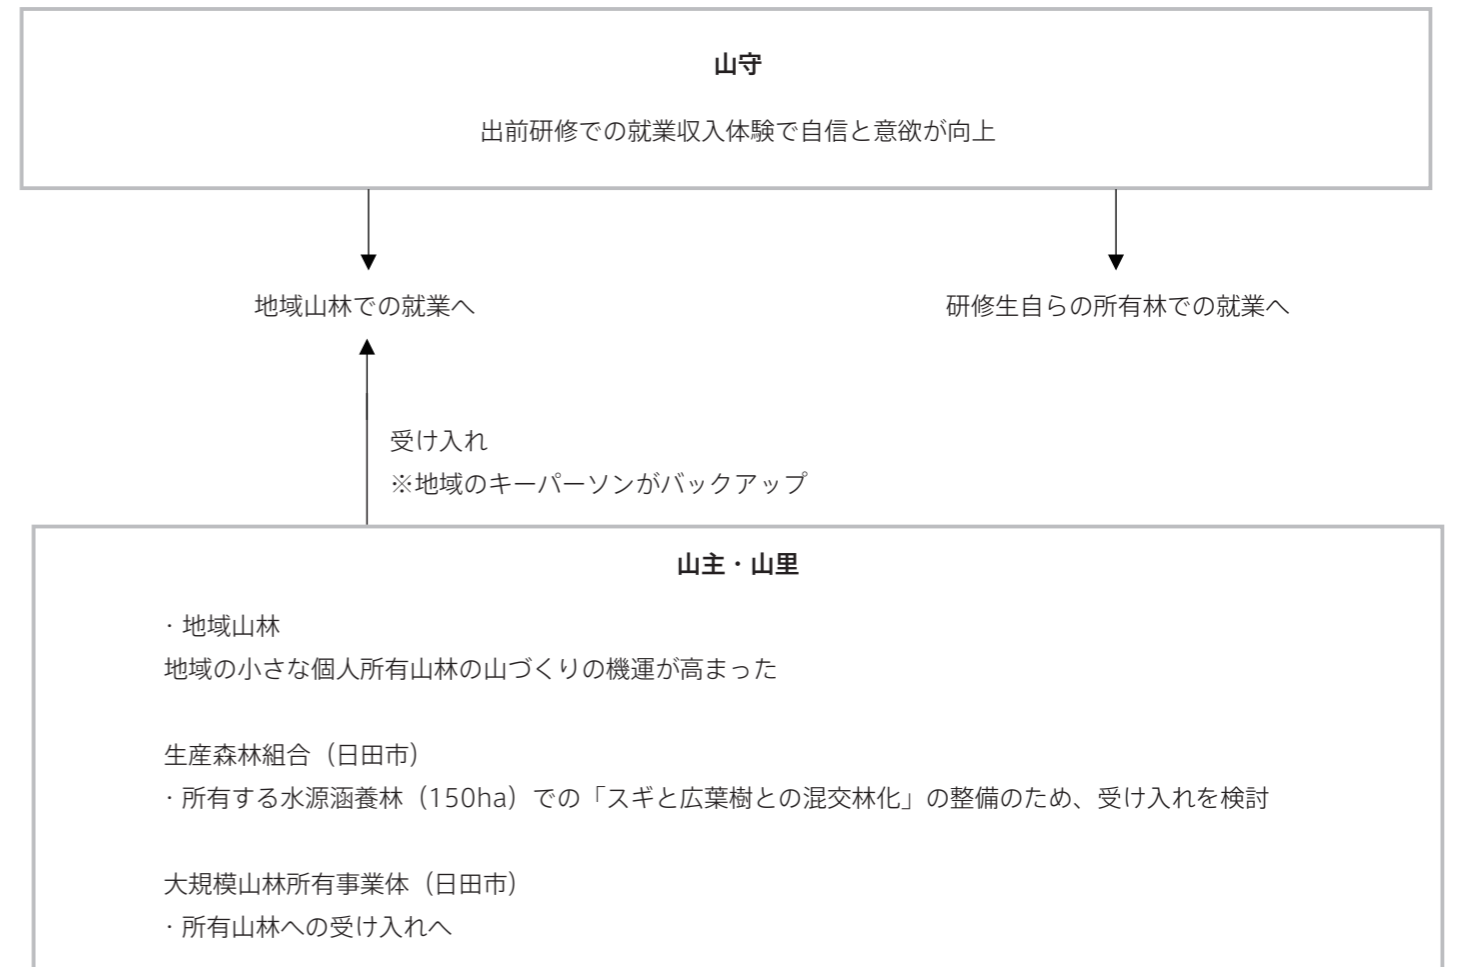 山守
出前研修での就業収入体験で自信と意欲が向上
地域山林での就業へ
研修生自らの所有林での就業へ
受け入れ
※地域のキーパーソンがバックアップ
山主・山里
・地域山林
地域の小さな個人所有山林の山づくりの機運が高まった
生産森林組合（日田市）
・所有する水源涵養林（150ha）での「スギと広葉樹との混交林化」の整備のため、受け入れを検討
大規模山林所有事業体（日田市）
・所有山林への受け入れへ